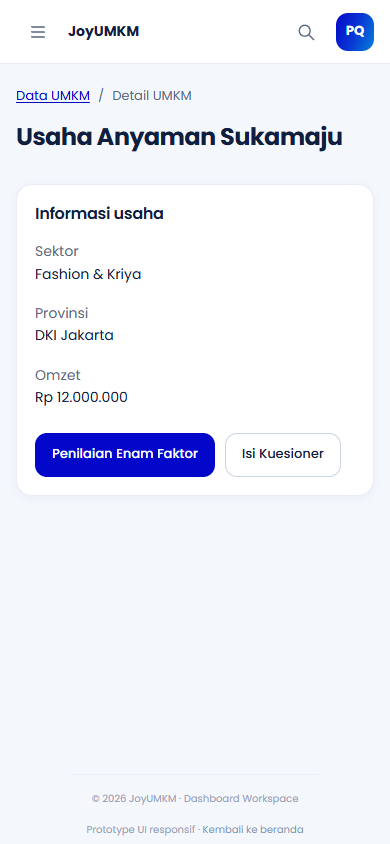 JoyUMKM
PQ
Data UMKM / Detail UMKM
Usaha Anyaman Sukamaju
Informasi usaha
Sektor
Fashion & Kriya
Provinsi
DKI Jakarta
Omzet
Rp 12.000.000
Penilaian Enam Faktor
Isi Kuesioner
© 2026 JoyUMKM · Dashboard Workspace
Prototype UI responsif · Kembali ke beranda